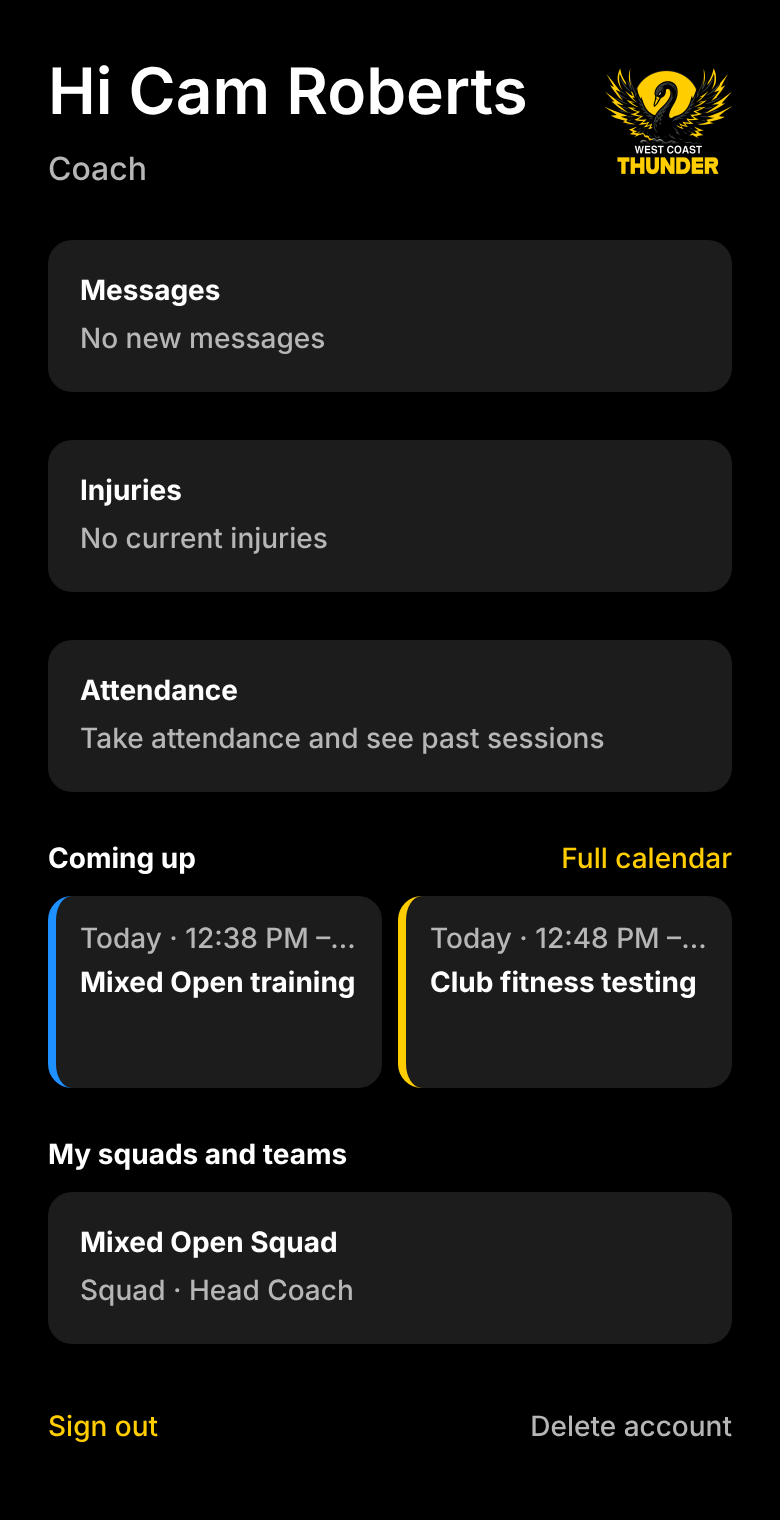 Hi Cam Roberts
WEST COAST
THUNDER
Coach
Messages
No new messages
Injuries
No current injuries
Attendance
Take attendance and see past sessions
Coming up
Full calendar
Today · 12:38 PM –...
Mixed Open training
Today · 12:48 PM –...
Club fitness testing
My squads and teams
Mixed Open Squad
Squad · Head Coach
Sign out
Delete account